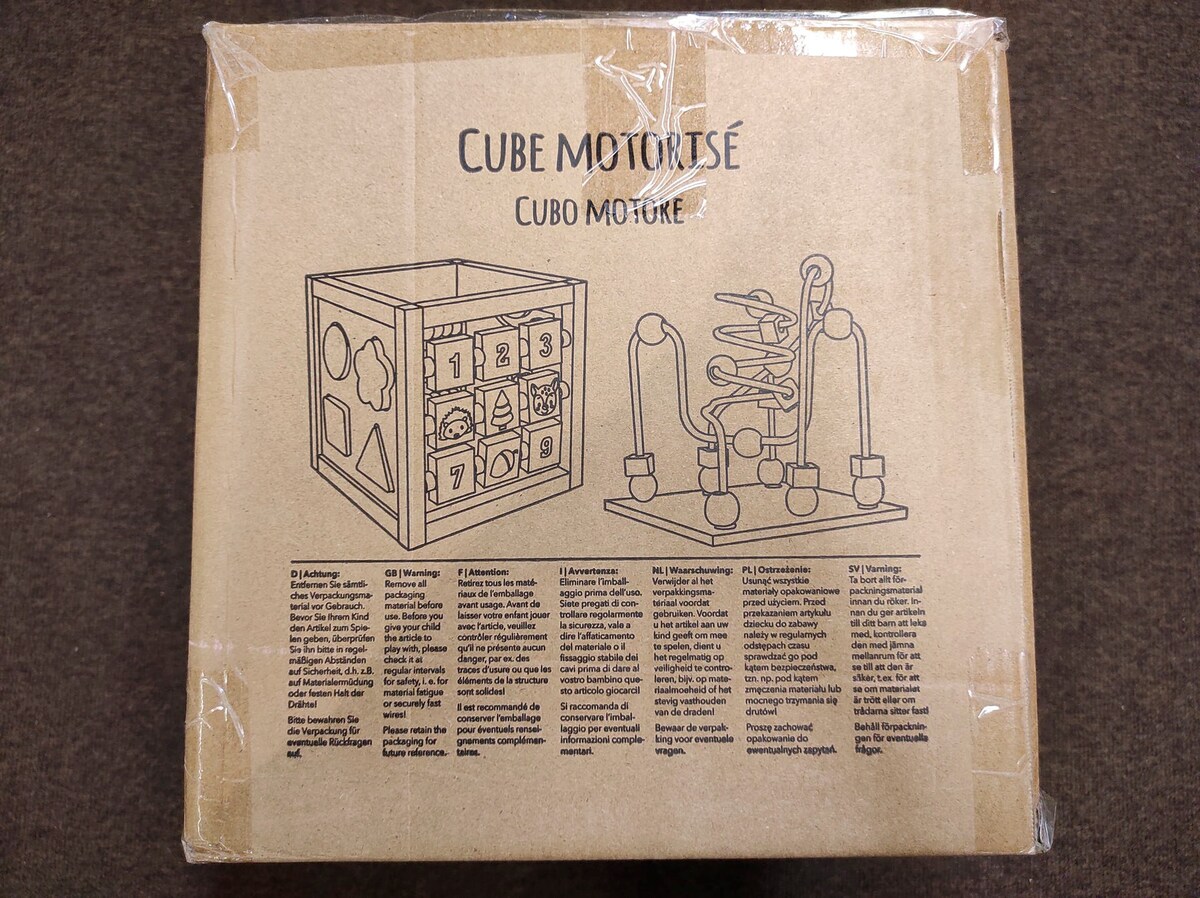 CUBE MOTORISÉ
CUBO MOTORE
1 2 3
7 9
D | Achtung:
Entfernen Sie sämtli-
ches Verpackungsma-
terial vor Gebrauch.
Bevor Sie Ihrem Kind
den Artikel zum Spie-
len geben, überprüfen
Sie ihn bitte in regel-
mäßigen Abständen
auf Sicherheit, d.h. z.B.
auf Materialermüdung
oder festen Halt der
Drähte!
Bitte bewahren Sie
die Verpackung für
eventuelle Rückfragen
auf.
GB | Warning:
Remove all
packaging
material before
use. Before you
give your child
the article to
play with, please
check it at
regular intervals
for safety, i. e. for
material fatigue
or securely fast
wires!
Please retain the
packaging for
future reference.
F | Attention:
Retirez tous les maté-
riaux de l'emballage
avant usage. Avant de
laisser votre enfant jouer
avec l'article, veuillez
contrôler régulièrement
qu'il ne présente aucun
danger, par ex. des
traces d'usure ou que les
éléments de la structure
sont solides!
Il est recommandé de
conserver l'emballage
pour éventuels rensei-
gnements complémen-
taires.
I | Avvertenza:
Eliminare l'imball-
aggio prima dell'uso.
Siete pregati di con-
trollare regolarmente
la sicurezza, vale a
dire l'affaticamento
del materiale o il
fissaggio stabile dei
cavi prima di dare al
vostro bambino que-
sto articolo giocarci!
Si raccomanda di
conservare l'imbal-
laggio per eventuali
informazioni comple-
mentari.
NL | Waarschuwing:
Verwijder al het
verpakkingsma-
tériaal voordat
gebruiken. Voordat
u het artikel aan uw
kind geeft om mee
te spelen, dient u
het regelmatig op
veiligheid te contro-
leren, bijv. op mate-
riaalmoeheid of het
stevig vasthouden
van de draden!
Bewaar de verpak-
king voor eventuele
vragen.
PL | Ostrzeżenie:
Usunąć wszystkie
materiały opakowaniowe
przed użyciem. Przed
przekazaniem artykułu
dziecku do zabawy
należy w regularnych
odstępach czasu
sprawdzać go pod
kątem bezpieczeństwa,
tzn. np. pod kątem
zmęczenia materiału lub
mocnego trzymania się
drutów!
Proszę zachować
opakowanie do
ewentualnych zapytań.
SV | Varning:
Ta bort allt för-
packningsmaterial
innan du röker. In-
nan du ger artikeln
till ditt barn att leka
med, kontrollera
den med jämna
mellanrum för att
se till att den är
säker, t.ex. för att
se om materialet
är trött eller om
trådarna sitter fast!
Behåll förpacknin-
gen för eventuella
frågor.